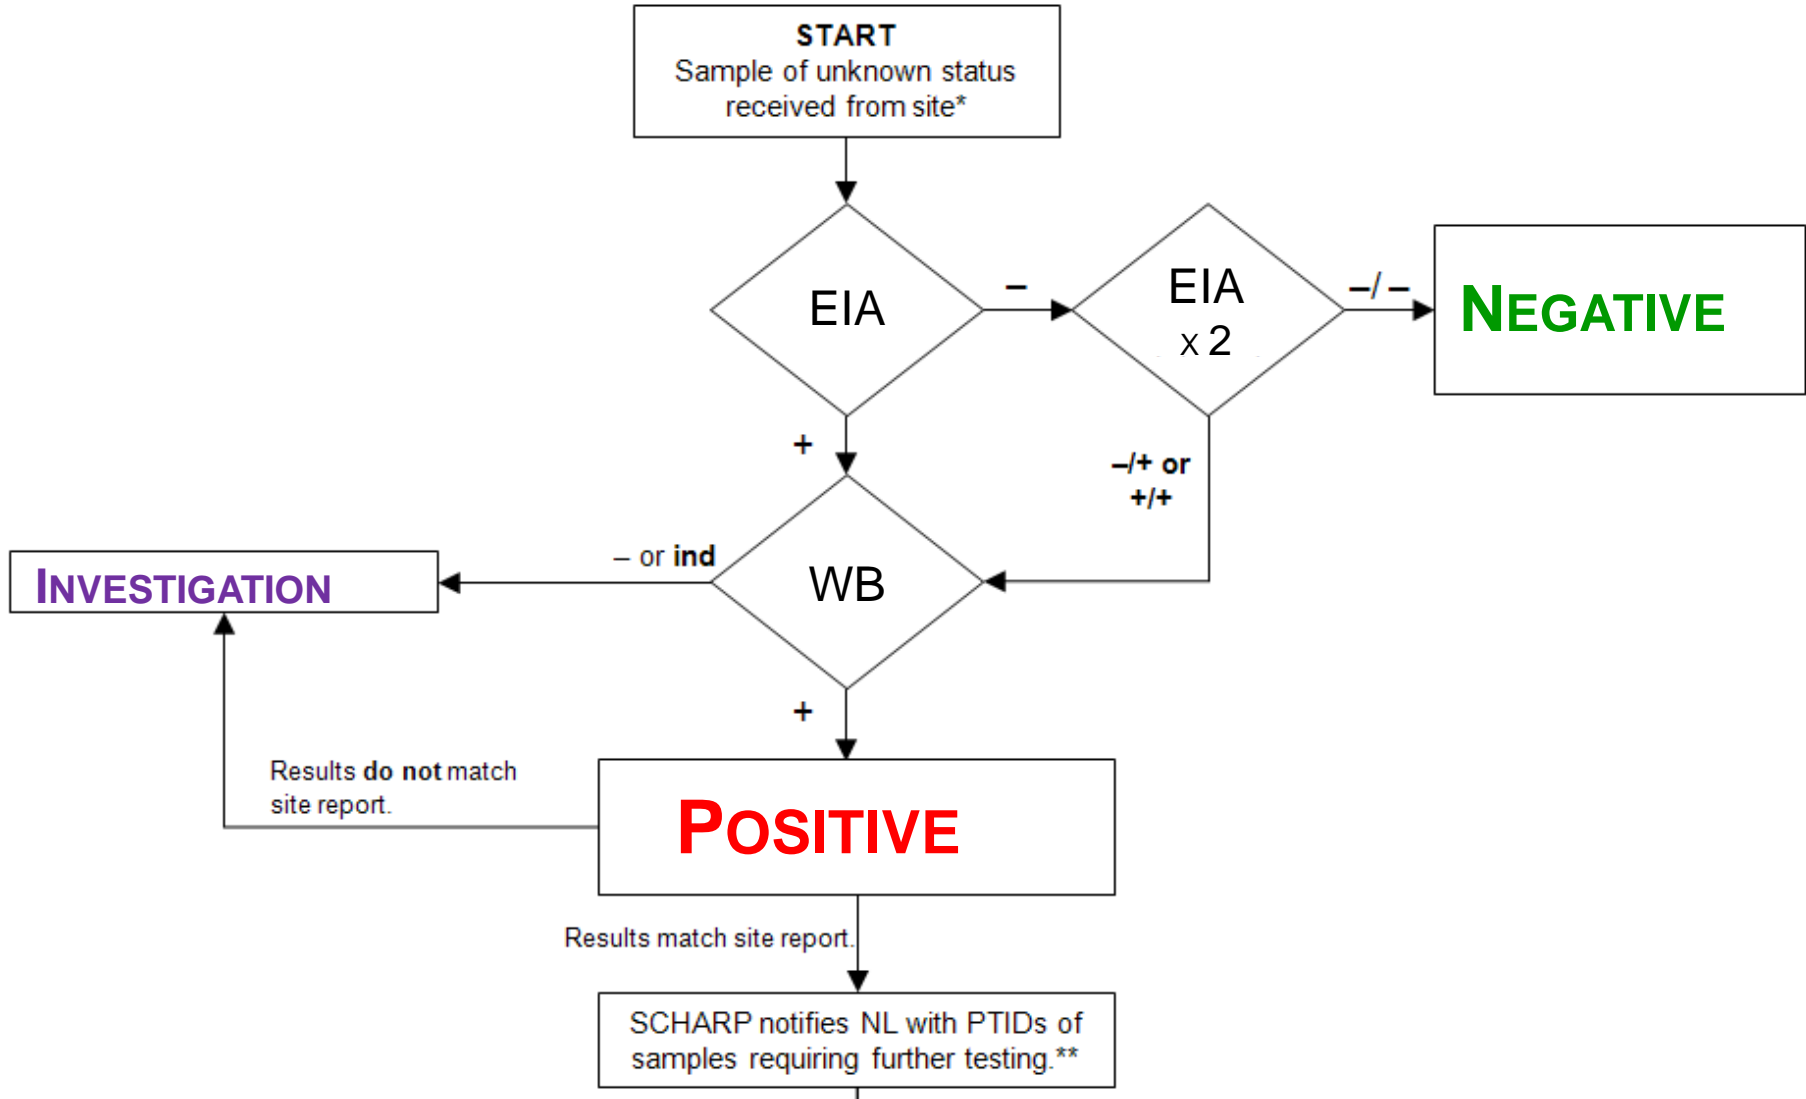 START
Sample of unknown status
received from site*
EIA
–
EIA
x 2
–/ –
NEGATIVE
+
–/+ or
+/+
– or ind
WB
INVESTIGATION
+
Results do not match
site report.
POSITIVE
Results match site report.
SCHARP notifies NL with PTIDs of
samples requiring further testing.**